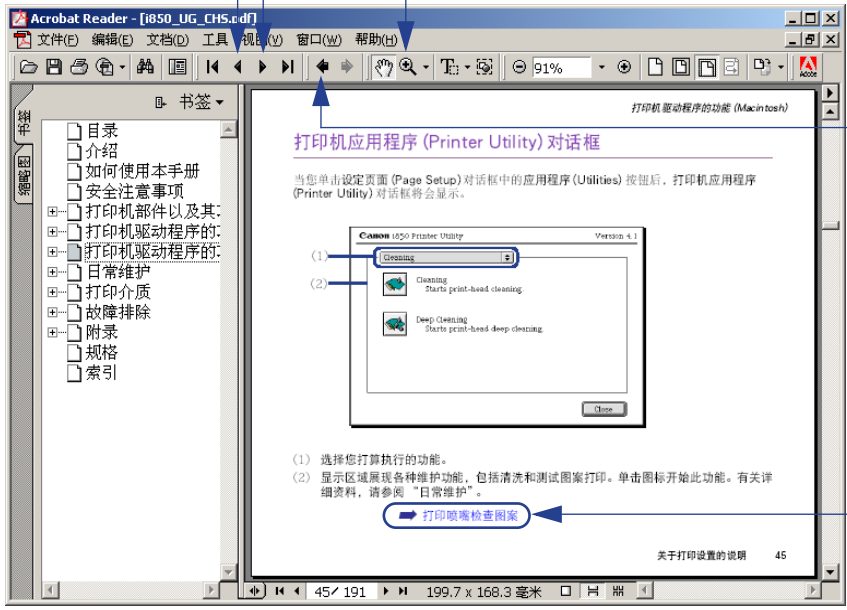 Acrobat Reader - [i850_UG_CHS.pdf]
文件(F) 编辑(E) 文档(D) 工具 视图(V) 窗口(W) 帮助(H)
91%
Adobe
书签
书签
缩略图
目录
介绍
如何使用本手册
安全注意事项
打印机部件以及其
打印机驱动程序的
打印机驱动程序的
日常维护
打印介质
故障排除
附录
规格
索引
打印机驱动程序的功能 (Macintosh)
打印机应用程序 (Printer Utility) 对话框
当您单击设定页面 (Page Setup) 对话框中的应用程序 (Utilities) 按钮后，打印机应用程序
(Printer Utility) 对话框将会显示。
Canon i850 Printer Utility Version 4.1
(1)
Cleaning
(2)
Cleaning
Starts print-head cleaning.
Deep Cleaning
Starts print-head deep cleaning.
Close
(1) 选择您打算执行的功能。
(2) 显示区域展现各种维护功能，包括清洗和测试图案打印。单击图标开始此功能。有关详
细资料，请参阅“日常维护”。
打印喷嘴检查图案
关于打印设置的说明 45
45/ 191 199.7 x 168.3 毫米